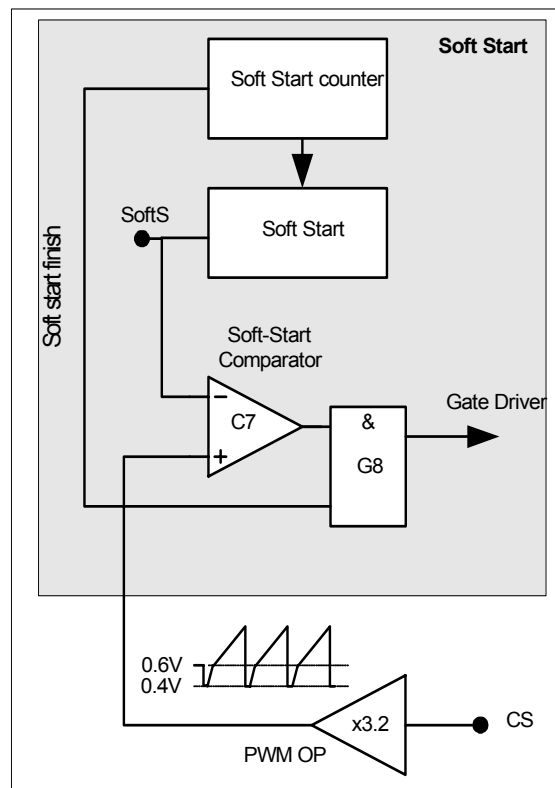 Soft Start
Soft Start counter
SoftS
Soft Start
Soft start finish
Soft-Start
Comparator
Gate Driver
&
C7
G8
0.6V
0.4V
x3.2
CS
PWM OP